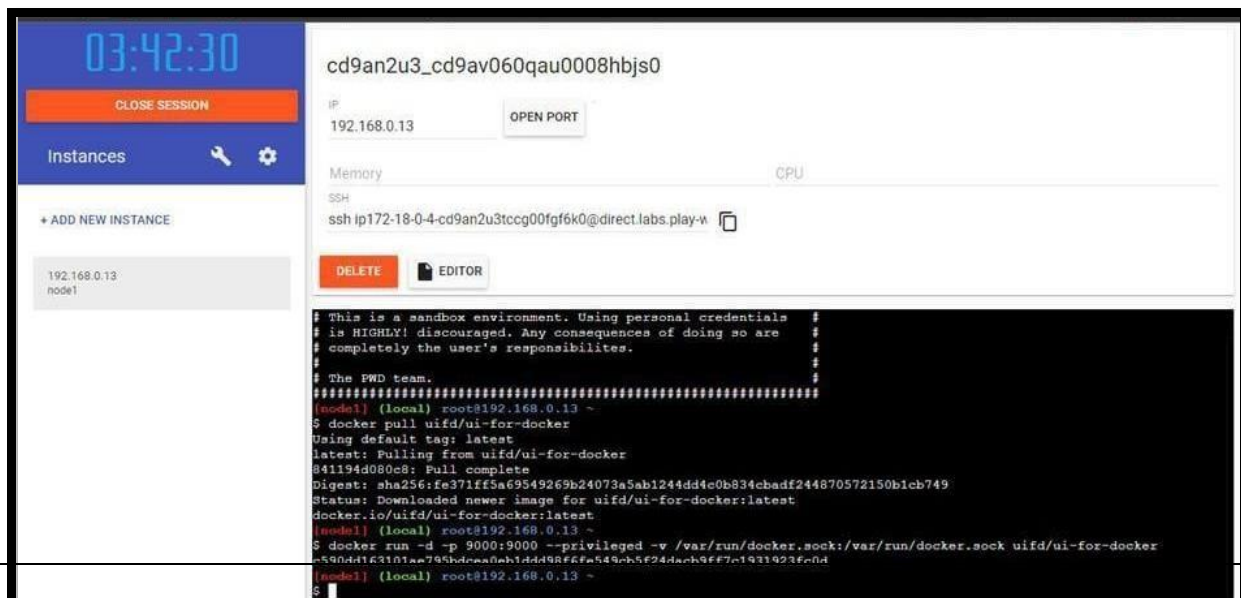 03:42:30
CLOSE SESSION
Instances
+ ADD NEW INSTANCE
192.168.0.13
node1
cd9an2u3_cd9av060qau0008hbjs0
IP
192.168.0.13
OPEN PORT
Memory
CPU
SSH
ssh ip172-18-0-4-cd9an2u3tccg00fgf6k0@direct.labs.play-w
DELETE
EDITOR
# This is a sandbox environment. Using personal credentials #
# is HIGHLY! discouraged. Any consequences of doing so are #
# completely the user's responsibilites. #
# #
# The PWD team. #
###############################################################
[node1] (local) root@192.168.0.13 ~
$ docker pull uifd/ui-for-docker
Using default tag: latest
latest: Pulling from uifd/ui-for-docker
841194d080c8: Pull complete
Digest: sha256:fe371ff5a69549269b24073a5ab1244dd4c0b834cbadf244870572150b1cb749
Status: Downloaded newer image for uifd/ui-for-docker:latest
docker.io/uifd/ui-for-docker:latest
[node1] (local) root@192.168.0.13 ~
$ docker run -d -p 9000:9000 --privileged -v /var/run/docker.sock:/var/run/docker.sock uifd/ui-for-docker
[node1] (local) root@192.168.0.13 ~
$